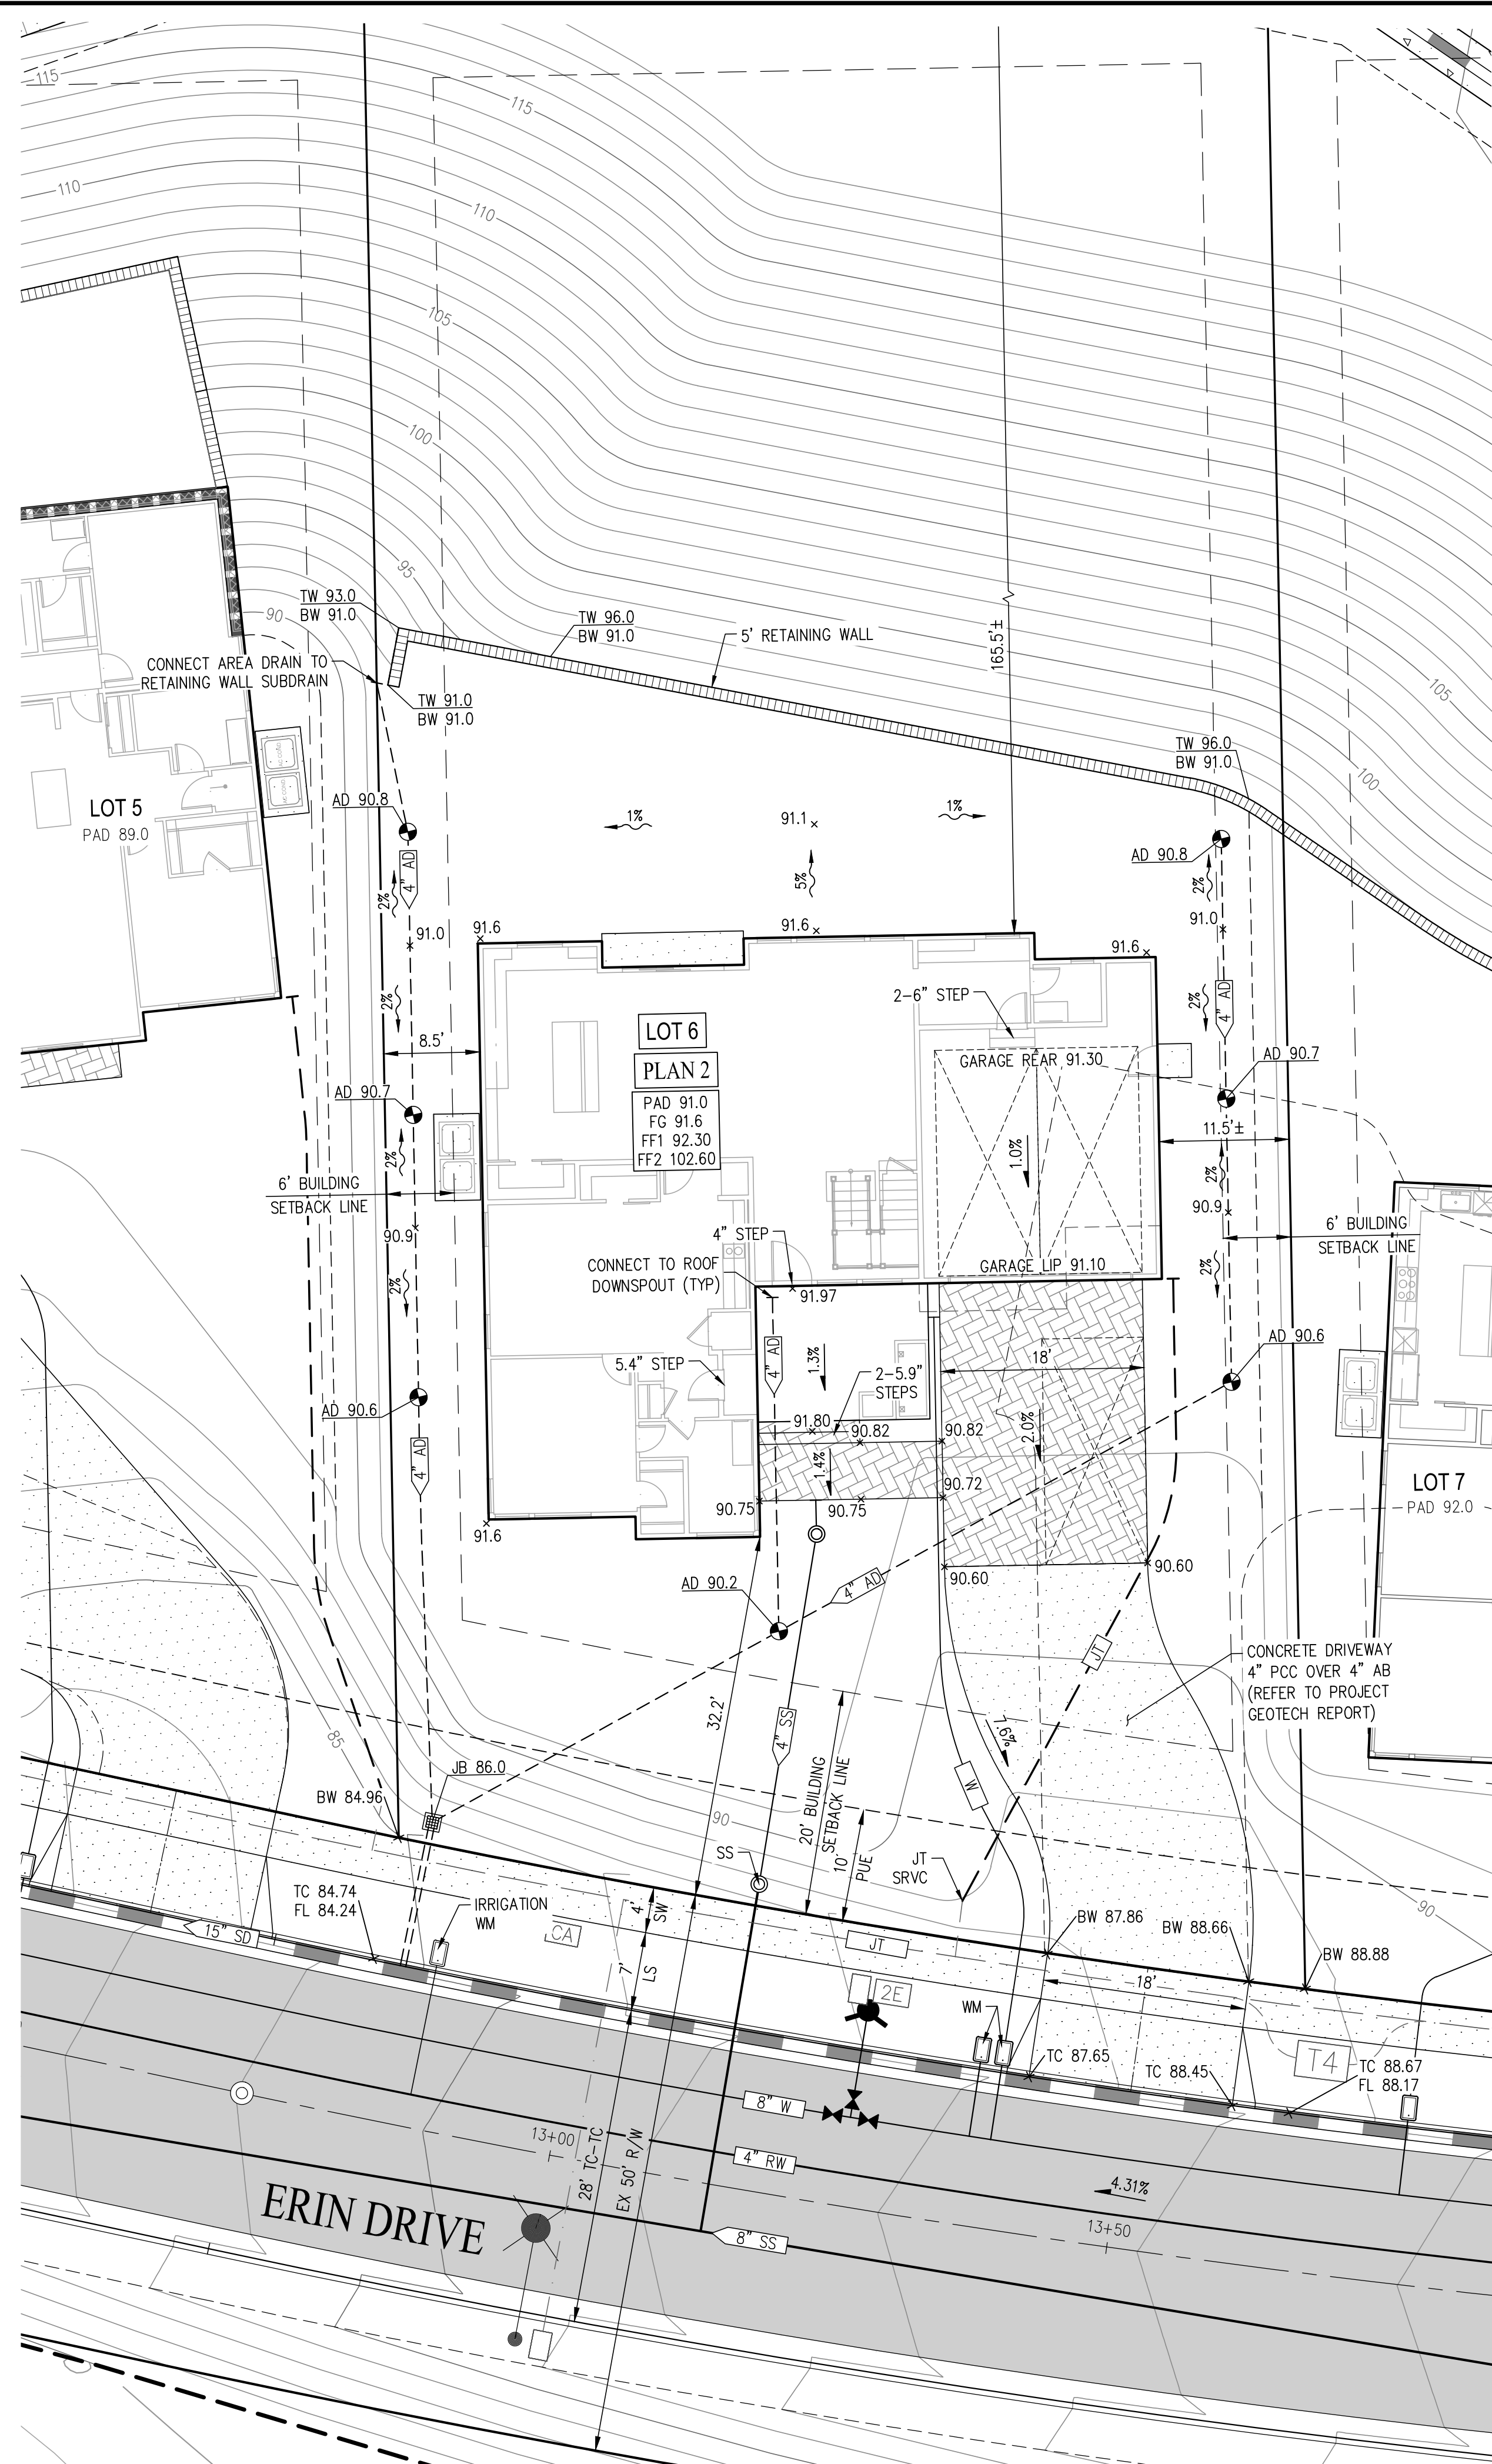 115
115
110
110
105
100
95
90
105
100
TW 93.0
BW 91.0
TW 96.0
BW 91.0
5' RETAINING WALL
165.5'±
CONNECT AREA DRAIN TO
RETAINING WALL SUBDRAIN
TW 91.0
BW 91.0
TW 96.0
BW 91.0
LOT 5
PAD 89.0
AD 90.8
1%
91.1
1%
AD 90.8
4" AD
2%
5%
2%
91.0
91.6
91.6
91.6
91.0
2%
8.5'
2-6" STEP
2%
4" AD
LOT 6
PLAN 2
PAD 91.0
FG 91.6
FF1 92.30
FF2 102.60
GARAGE REAR 91.30
AD 90.7
AD 90.7
11.5'±
1.0%
2%
2%
6' BUILDING
SETBACK LINE
90.9
90.9
6' BUILDING
SETBACK LINE
4" STEP
CONNECT TO ROOF
DOWNSPOUT (TYP)
GARAGE LIP 91.10
2%
2%
91.97
AD 90.6
4" AD
1.3%
5.4" STEP
2-5.9"
STEPS
18'
AD 90.6
91.80
90.82
90.82
2.0%
4" AD
1.4%
90.75
90.75
90.72
LOT 7
PAD 92.0
91.6
90.60
90.60
AD 90.2
4" AD
JT
CONCRETE DRIVEWAY
4" PCC OVER 4" AB
(REFER TO PROJECT
GEOTECH REPORT)
85
32.2'
4" SS
7.6%
JB 86.0
BW 84.96
W
90
20' BUILDING
SETBACK LINE
10'
PUE
SS
JT
SRVC
TC 84.74
FL 84.24
IRRIGATION
WM
CA
4'
SW
7'
LS
15" SD
JT
BW 87.86
BW 88.66
90
BW 88.88
2E
18'
WM
TC 87.65
TC 88.45
T4
TC 88.67
FL 88.17
8" W
13+00
4" RW
28' TC-TC
EX 50' R/W
4.31%
ERIN DRIVE
13+50
8" SS